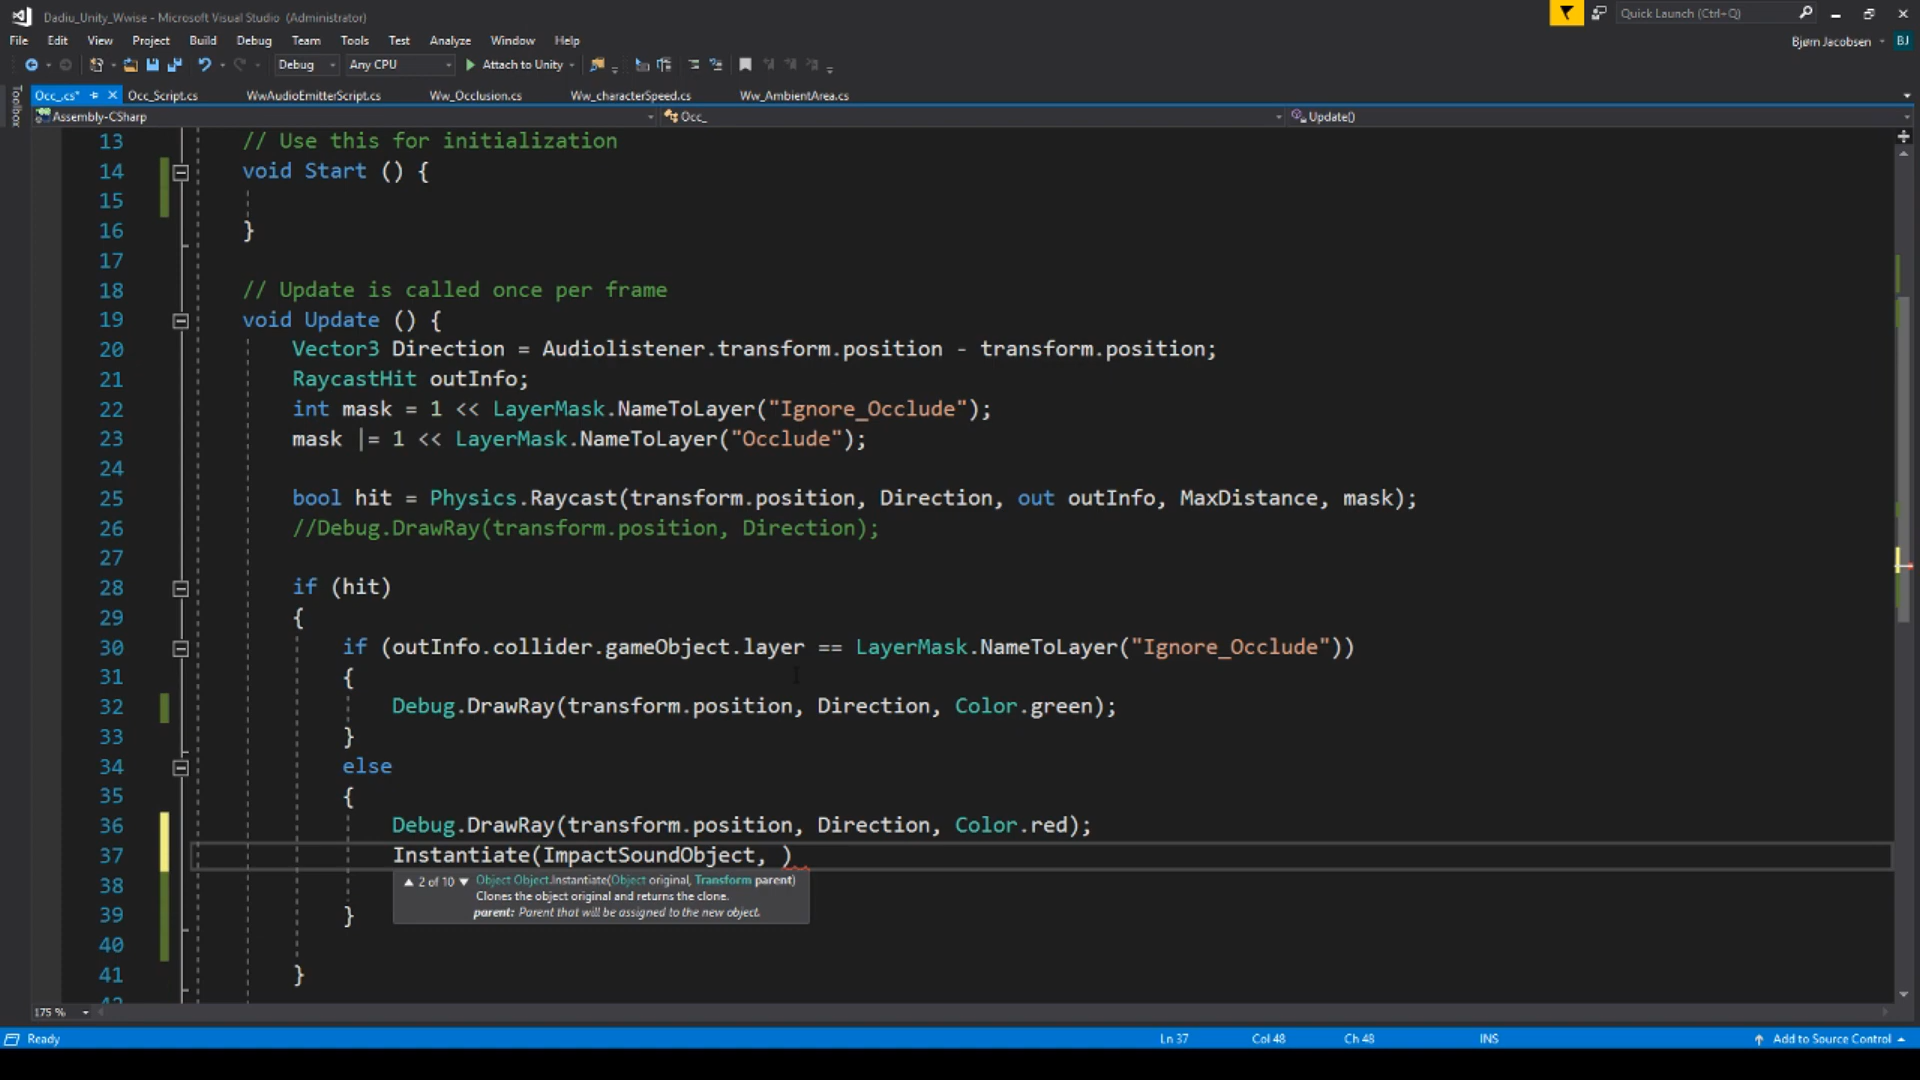 Dadiu_Unity_Wwise - Microsoft Visual Studio (Administrator)
Quick Launch (Ctrl+Q)
File Edit View Project Build Debug Team Tools Test Analyze Window Help
Bjørn Jacobsen BJ
Debug Any CPU Attach to Unity
Toolbox
Occ_.cs* Occ_Script.cs WwAudioEmitterScript.cs Ww_Occlusion.cs Ww_characterSpeed.cs Ww_AmbientArea.cs
Assembly-CSharp Occ_ Update()
13 // Use this for initialization
14 void Start () {
15
16 }
17
18 // Update is called once per frame
19 void Update () {
20 Vector3 Direction = Audiolistener.transform.position - transform.position;
21 RaycastHit outInfo;
22 int mask = 1 << LayerMask.NameToLayer("Ignore_Occlude");
23 mask |= 1 << LayerMask.NameToLayer("Occlude");
24
25 bool hit = Physics.Raycast(transform.position, Direction, out outInfo, MaxDistance, mask);
26 //Debug.DrawRay(transform.position, Direction);
27
28 if (hit)
29 {
30 if (outInfo.collider.gameObject.layer == LayerMask.NameToLayer("Ignore_Occlude"))
31 {
32 Debug.DrawRay(transform.position, Direction, Color.green);
33 }
34 else
35 {
36 Debug.DrawRay(transform.position, Direction, Color.red);
37 Instantiate(ImpactSoundObject, )
38 ▲ 2 of 10 ▼ Object Object.Instantiate(Object original, Transform parent)
Clones the object original and returns the clone.
39 } parent: Parent that will be assigned to the new object.
40
41 }
175 %
Ready Ln 37 Col 48 Ch 48 INS Add to Source Control